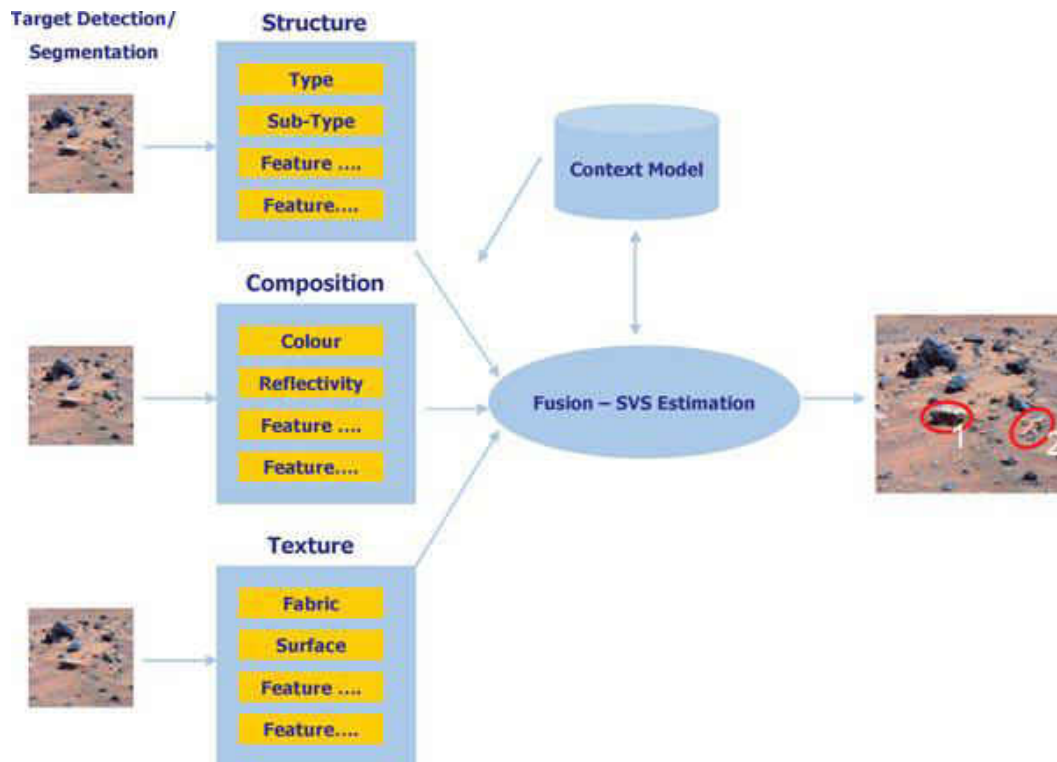 Target Detection/
Segmentation
Structure
Type
Sub-Type
Feature ....
Feature....
Composition
Colour
Reflectivity
Feature ....
Feature....
Texture
Fabric
Surface
Feature ....
Feature....
Context Model
Fusion – SVS Estimation
1
2